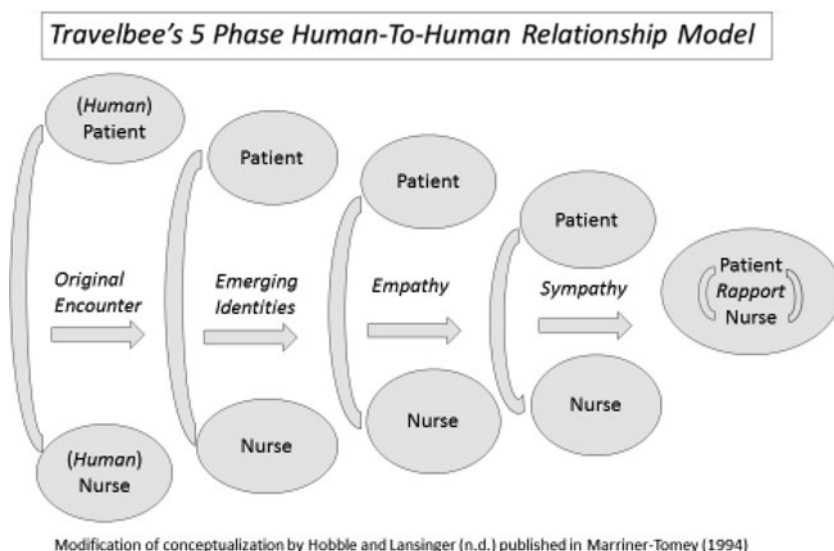 Travelbee's 5 Phase Human-To-Human Relationship Model
(Human)
Patient
Patient
Patient
Patient
Original
Encounter
Emerging
Identities
Empathy
Sympathy
Patient
Rapport
Nurse
(Human)
Nurse
Nurse
Nurse
Nurse
Modification of conceptualization by Hobble and Lansinger (n.d.) published in Marriner-Tomey (1994)